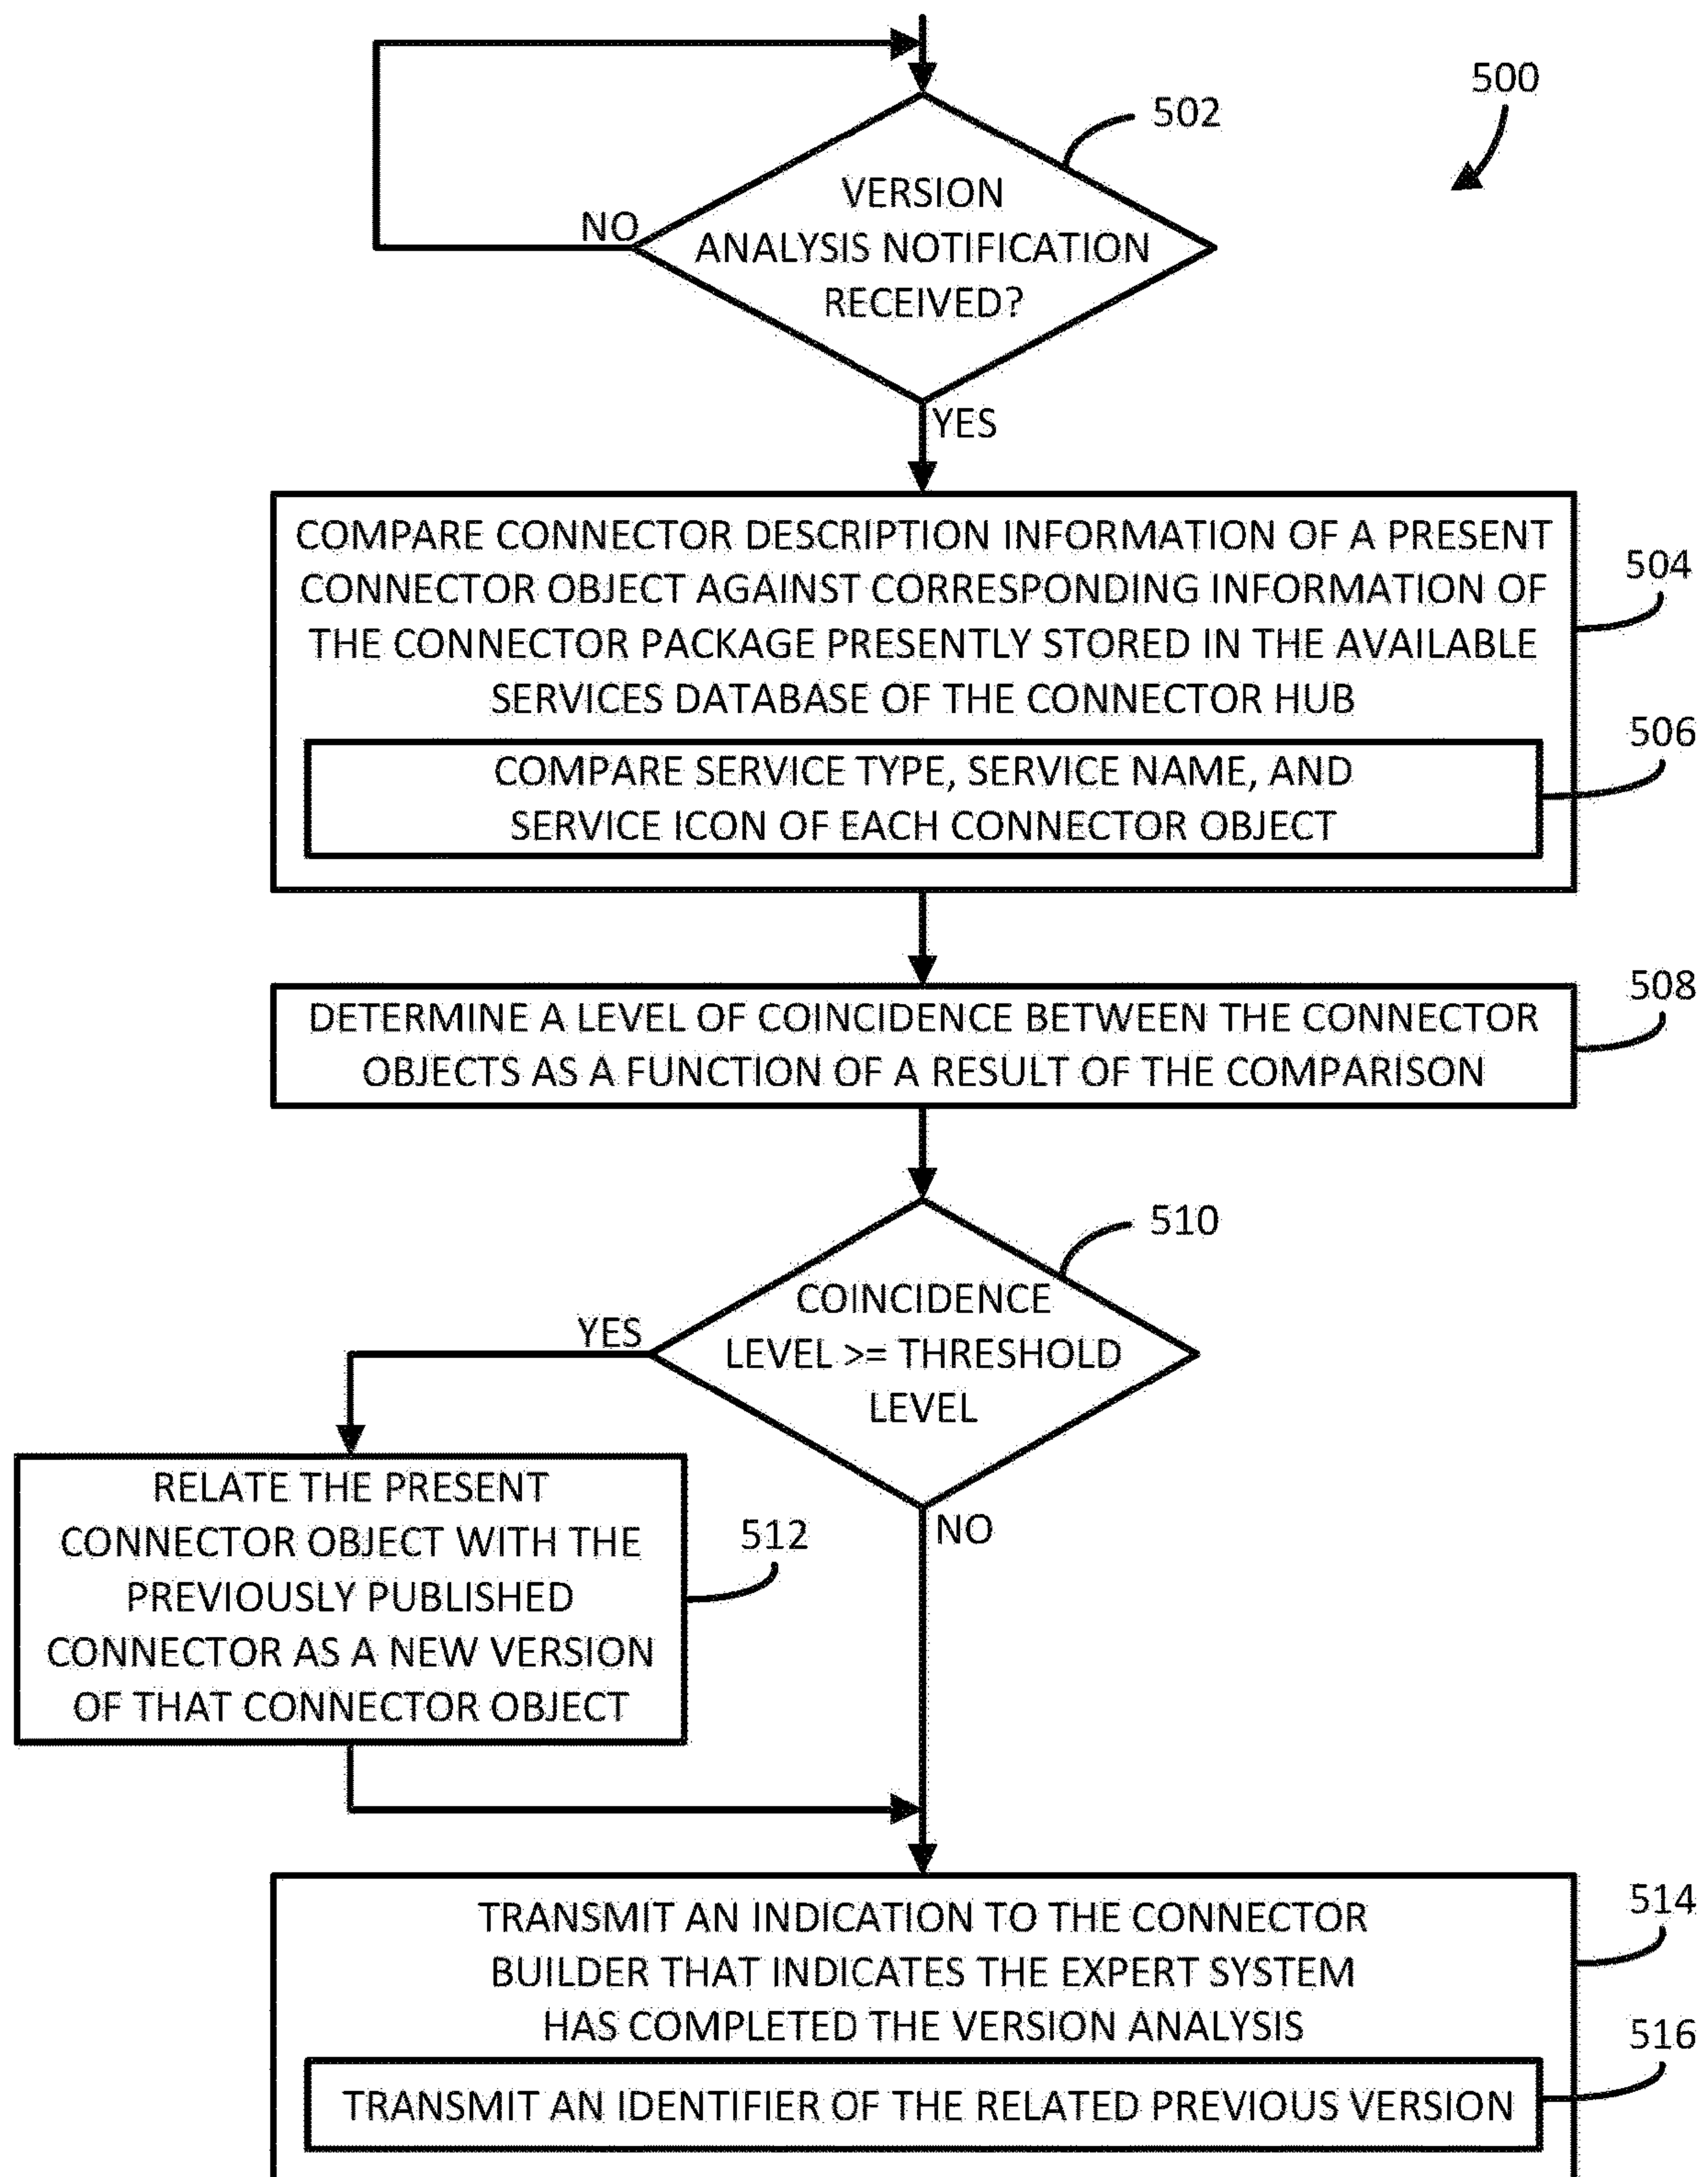 500
502
VERSION
ANALYSIS NOTIFICATION
RECEIVED?
NO
YES
COMPARE CONNECTOR DESCRIPTION INFORMATION OF A PRESENT
CONNECTOR OBJECT AGAINST CORRESPONDING INFORMATION OF
THE CONNECTOR PACKAGE PRESENTLY STORED IN THE AVAILABLE
SERVICES DATABASE OF THE CONNECTOR HUB
504
506
COMPARE SERVICE TYPE, SERVICE NAME, AND
SERVICE ICON OF EACH CONNECTOR OBJECT
508
DETERMINE A LEVEL OF COINCIDENCE BETWEEN THE CONNECTOR
OBJECTS AS A FUNCTION OF A RESULT OF THE COMPARISON
510
COINCIDENCE
LEVEL >= THRESHOLD
LEVEL
YES
NO
RELATE THE PRESENT
CONNECTOR OBJECT WITH THE
PREVIOUSLY PUBLISHED
CONNECTOR AS A NEW VERSION
OF THAT CONNECTOR OBJECT
512
TRANSMIT AN INDICATION TO THE CONNECTOR
BUILDER THAT INDICATES THE EXPERT SYSTEM
HAS COMPLETED THE VERSION ANALYSIS
514
516
TRANSMIT AN IDENTIFIER OF THE RELATED PREVIOUS VERSION